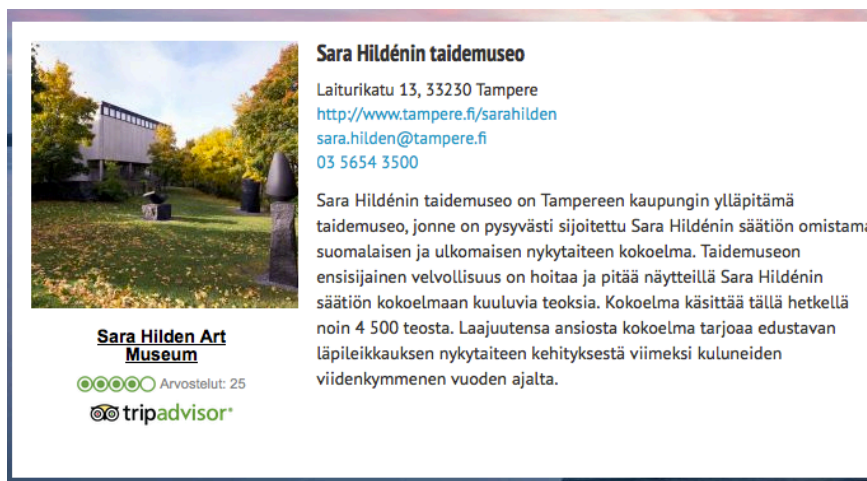 Sara Hildénin taidemuseo
Laiturikatu 13, 33230 Tampere
http://www.tampere.fi/sarahilden
sara.hilden@tampere.fi
03 5654 3500
Sara Hildénin taidemuseo on Tampereen kaupungin ylläpitämä
taidemuseo, jonne on pysyvästi sijoitettu Sara Hildénin säätiön omistama
suomalaisen ja ulkomaisen nykytaiteen kokoelma. Taidemuseon
ensisijainen velvollisuus on hoitaa ja pitää näytteillä Sara Hildénin
säätiön kokoelmaan kuuluvia teoksia. Kokoelma käsittää tällä hetkellä
noin 4 500 teosta. Laajuutensa ansiosta kokoelma tarjoaa edustavan
läpileikkauksen nykytaiteen kehityksestä viimeksi kuluneiden
viidenkymmenen vuoden ajalta.
Sara Hilden Art
Museum
Arvostelut: 25
tripadvisor